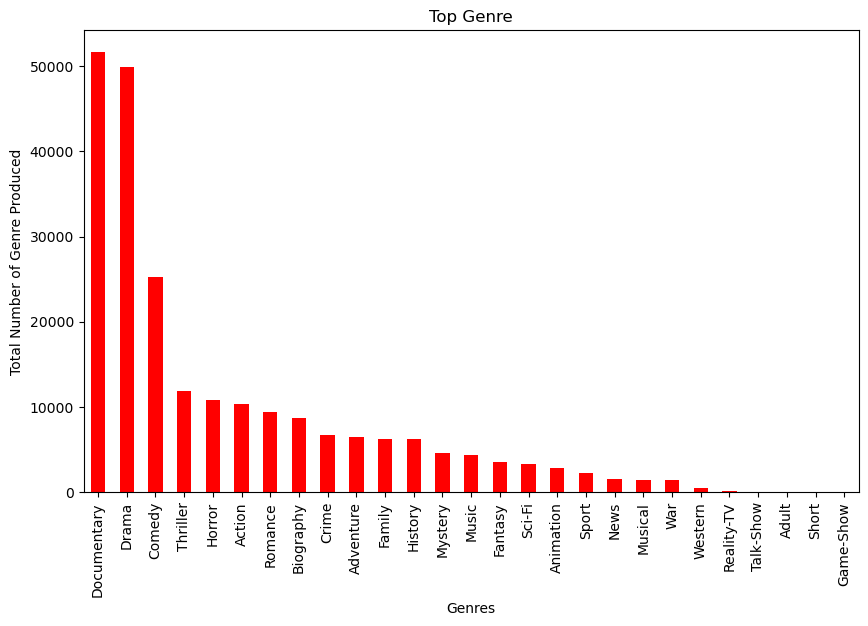 Top Genre
Total Number of Genre Produced
50000
40000
30000
20000
10000
0
Documentary
Drama
Comedy
Thriller
Horror
Action
Romance
Biography
Crime
Adventure
Family
History
Mystery
Music
Fantasy
Sci-Fi
Animation
Sport
News
Musical
War
Western
Reality-TV
Talk-Show
Adult
Short
Game-Show
Genres